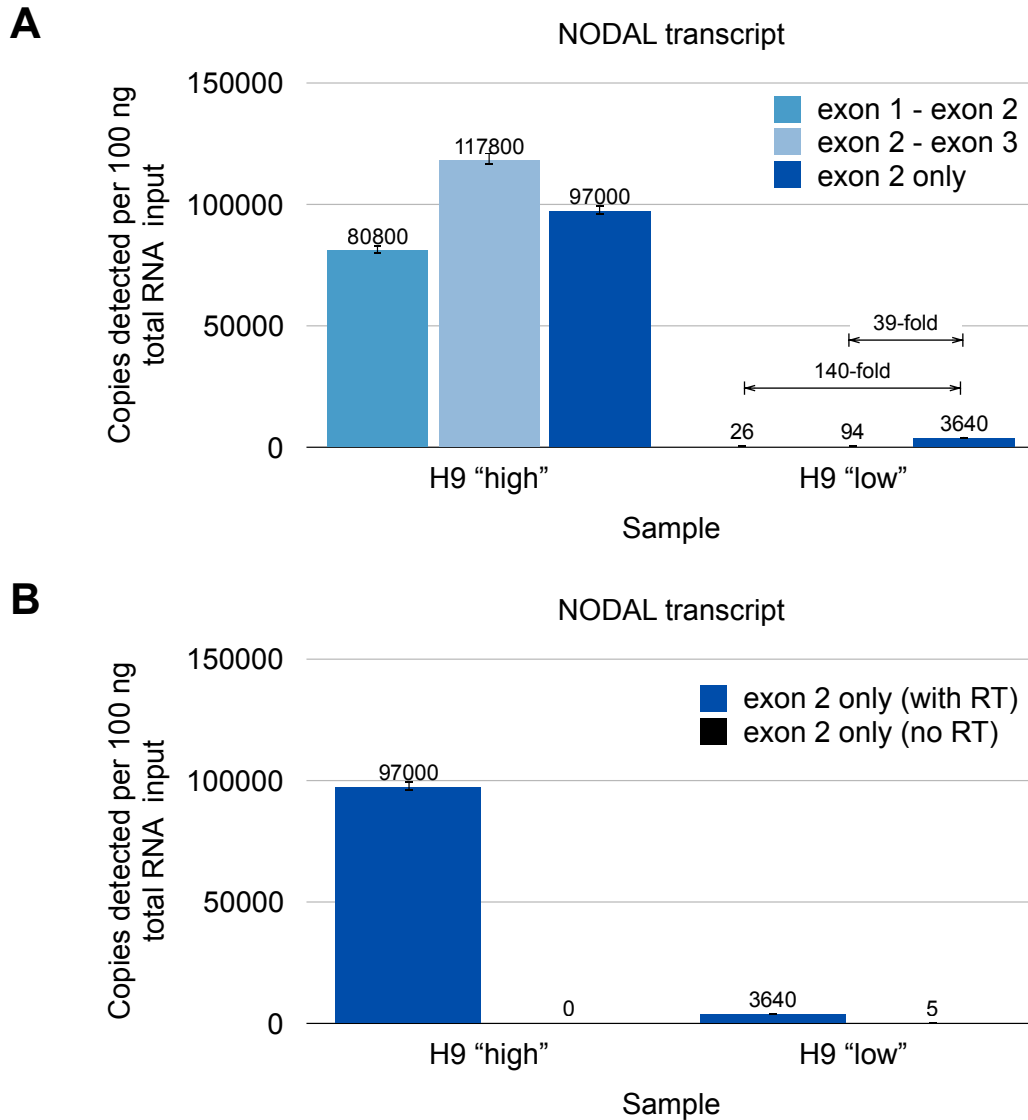 A
NODAL transcript
Copies detected per 100 ng
total RNA input
150000
100000
50000
0
exon 1 - exon 2
exon 2 - exon 3
exon 2 only
80800
117800
97000
39-fold
140-fold
26
94
3640
H9 “high”
H9 “low”
Sample
B
NODAL transcript
Copies detected per 100 ng
total RNA input
150000
100000
50000
0
exon 2 only (with RT)
exon 2 only (no RT)
97000
0
3640
5
H9 “high”
H9 “low”
Sample